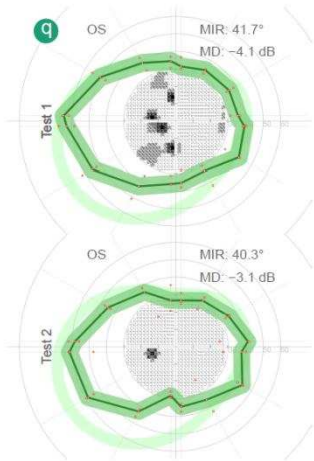 q
OS
MIR: 41.7°
MD: −4.1 dB
Test 1
OS
MIR: 40.3°
MD: −3.1 dB
Test 2